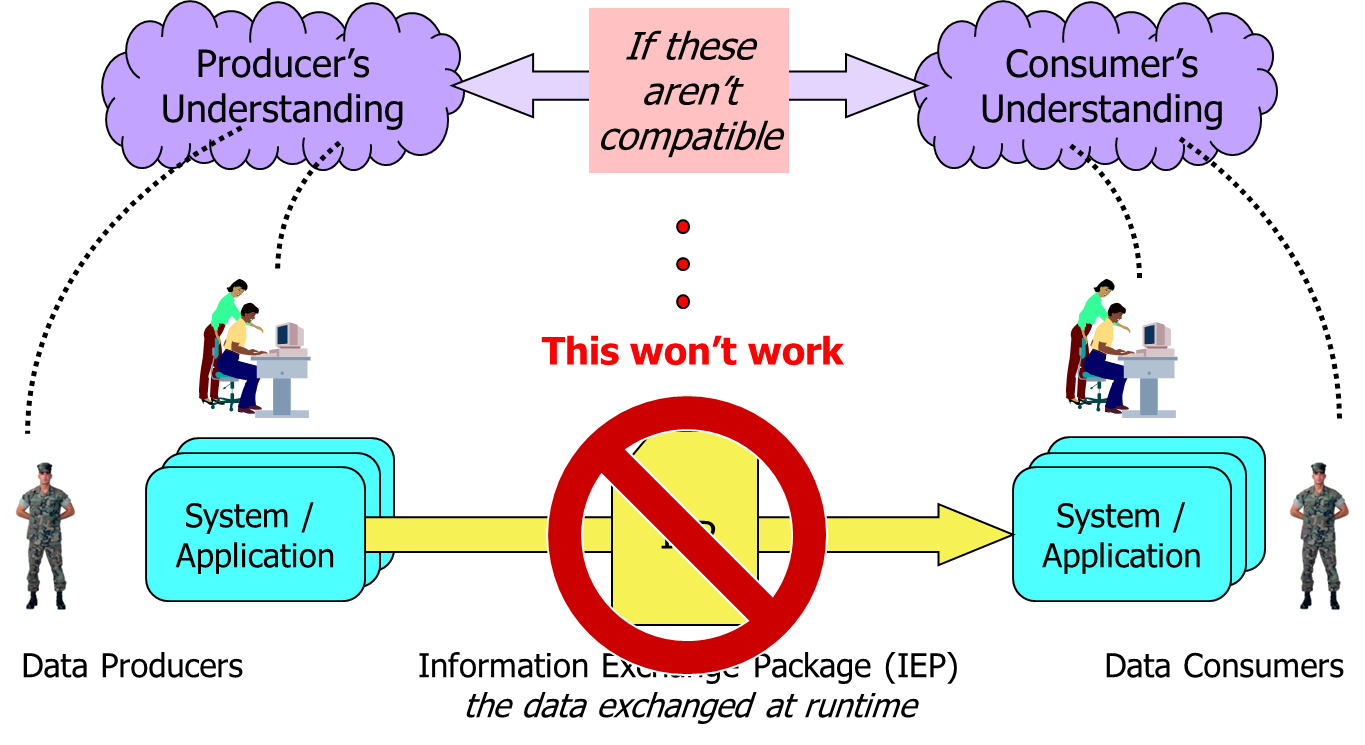 Producer's
Understanding
If these
aren't
compatible
Consumer's
Understanding
This won't work
System /
Application
System /
Application
Data Producers
Information Exchange Package (IEP)
the data exchanged at runtime
Data Consumers